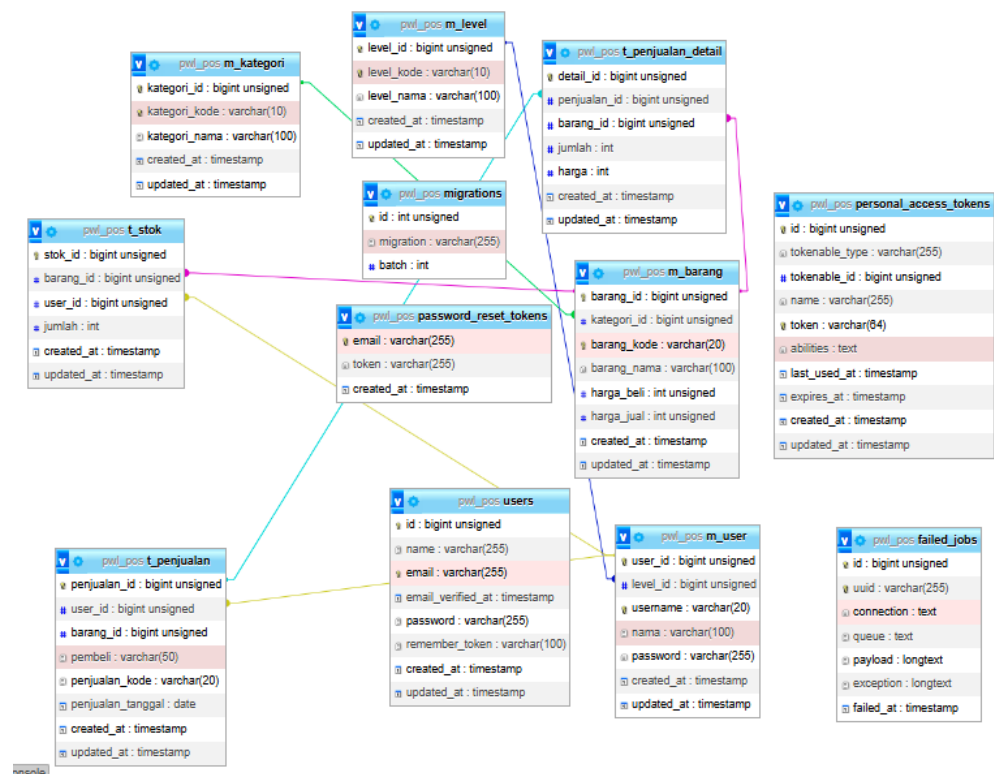 pwl_pos m_level
level_id : bigint unsigned
level_kode : varchar(10)
level_nama : varchar(100)
created_at : timestamp
updated_at : timestamp
pwl_pos m_kategori
kategori_id : bigint unsigned
kategori_kode : varchar(10)
kategori_nama : varchar(100)
created_at : timestamp
updated_at : timestamp
pwl_pos t_penjualan_detail
detail_id : bigint unsigned
penjualan_id : bigint unsigned
barang_id : bigint unsigned
jumlah : int
harga : int
created_at : timestamp
updated_at : timestamp
pwl_pos migrations
id : int unsigned
migration : varchar(255)
batch : int
pwl_pos personal_access_tokens
id : bigint unsigned
tokenable_type : varchar(255)
tokenable_id : bigint unsigned
name : varchar(255)
token : varchar(64)
abilities : text
last_used_at : timestamp
expires_at : timestamp
created_at : timestamp
updated_at : timestamp
pwl_pos t_stok
stok_id : bigint unsigned
barang_id : bigint unsigned
user_id : bigint unsigned
jumlah : int
created_at : timestamp
updated_at : timestamp
pwl_pos m_barang
barang_id : bigint unsigned
kategori_id : bigint unsigned
barang_kode : varchar(20)
barang_nama : varchar(100)
harga_beli : int unsigned
harga_jual : int unsigned
created_at : timestamp
updated_at : timestamp
pwl_pos password_reset_tokens
email : varchar(255)
token : varchar(255)
created_at : timestamp
pwl_pos users
id : bigint unsigned
name : varchar(255)
email : varchar(255)
email_verified_at : timestamp
password : varchar(255)
remember_token : varchar(100)
created_at : timestamp
updated_at : timestamp
pwl_pos m_user
user_id : bigint unsigned
level_id : bigint unsigned
username : varchar(20)
nama : varchar(100)
password : varchar(255)
created_at : timestamp
updated_at : timestamp
pwl_pos failed_jobs
id : bigint unsigned
uuid : varchar(255)
connection : text
queue : text
payload : longtext
exception : longtext
failed_at : timestamp
pwl_pos t_penjualan
penjualan_id : bigint unsigned
user_id : bigint unsigned
barang_id : bigint unsigned
pembeli : varchar(50)
penjualan_kode : varchar(20)
penjualan_tanggal : date
created_at : timestamp
updated_at : timestamp